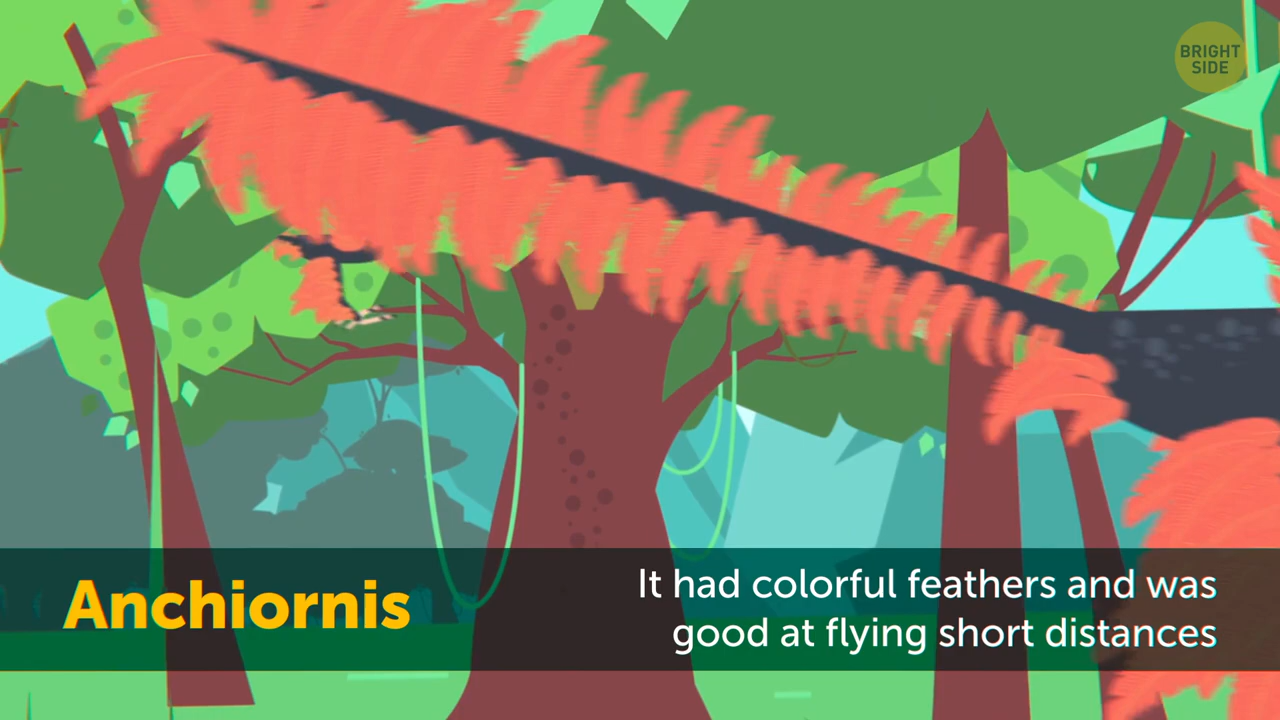 BRIGHT
SIDE
Anchiornis
It had colorful feathers and was
good at flying short distances